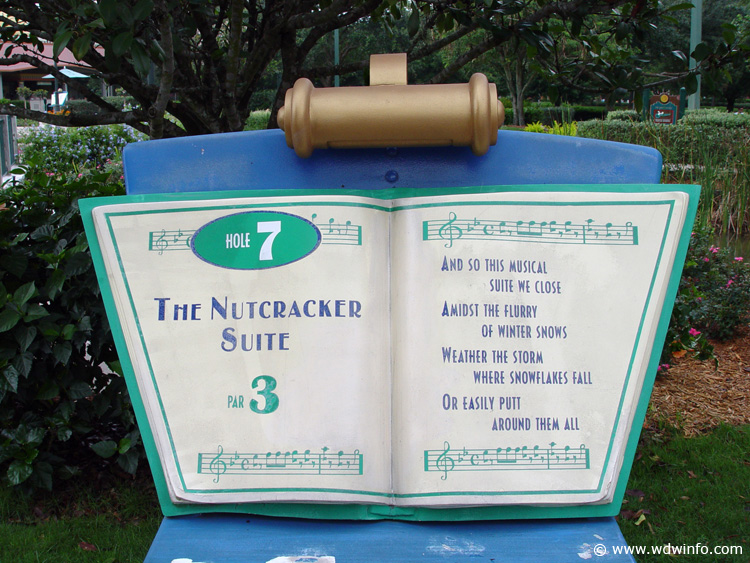 HOLE 7
THE NUTCRACKER
SUITE
PAR 3
AND SO THIS MUSICAL
SUITE WE CLOSE
AMIDST THE FLURRY
OF WINTER SNOWS
WEATHER THE STORM
WHERE SNOWFLAKES FALL
OR EASILY PUTT
AROUND THEM ALL
© www.wdwinfo.com